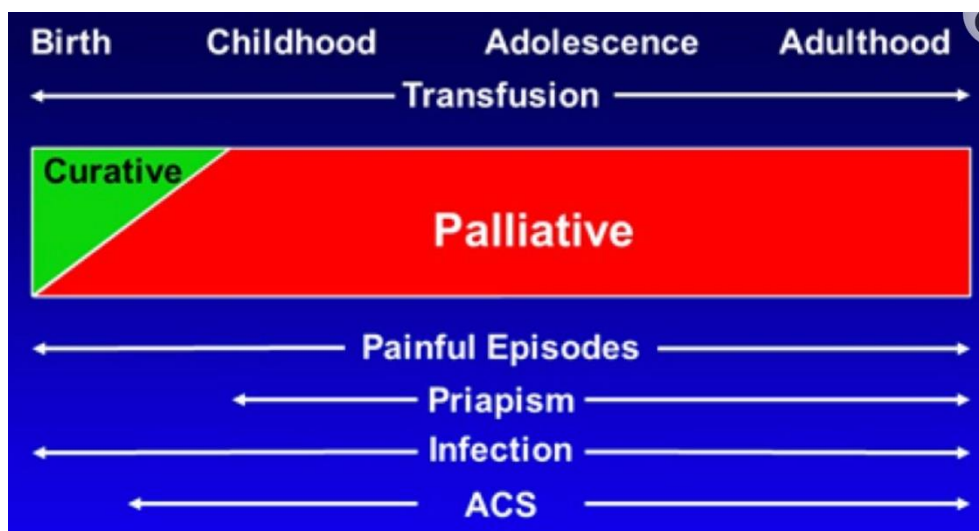 Birth Childhood Adolescence Adulthood
Transfusion
Curative
Palliative
Painful Episodes
Priapism
Infection
ACS